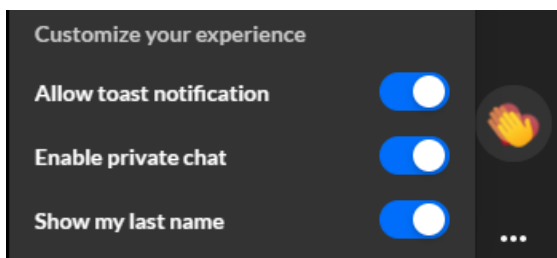 Customize your experience
Allow toast notification
Enable private chat
Show my last name